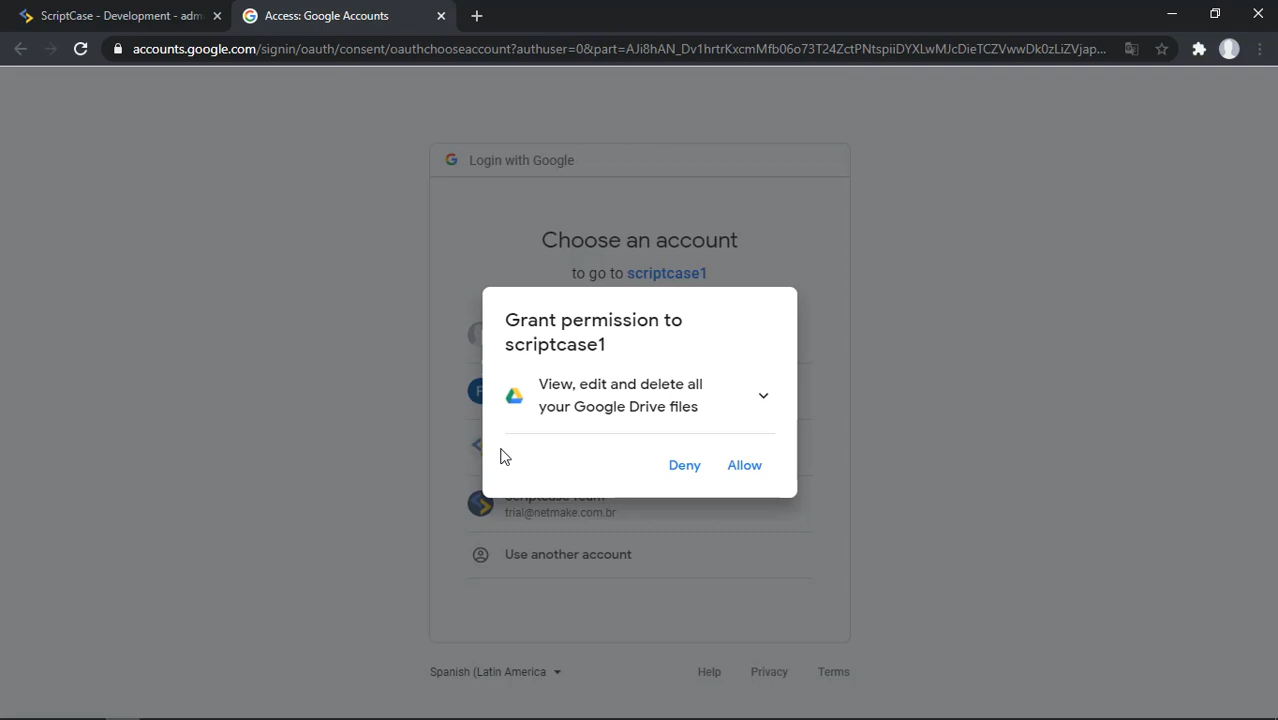 ScriptCase - Development - adm
Access: Google Accounts
accounts.google.com/signin/oauth/consent/oauthchooseaccount?authuser=0&part=AJi8hAN_Dv1hrtrKxcmMfb06o73T24ZctPNtspiiDYXLwMJcDieTCZVwwDk0zLiZVjap...
Login with Google
Choose an account
to go to scriptcase1
Grant permission to
scriptcase1
View, edit and delete all
your Google Drive files
Deny
Allow
Scriptcase Team
trial@netmake.com.br
Use another account
Spanish (Latin America
Help
Privacy
Terms